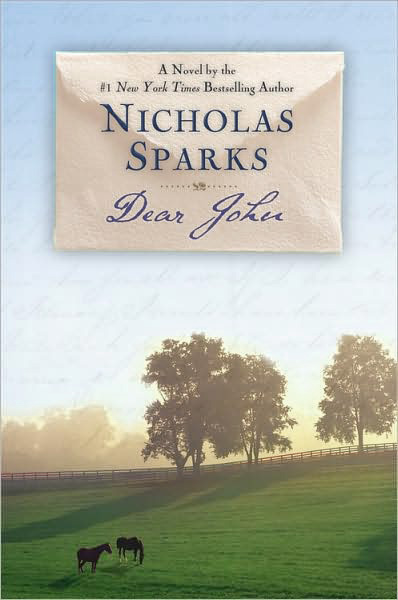 A Novel by the
#1 New York Times Bestselling Author
NICHOLAS
SPARKS
Dear John